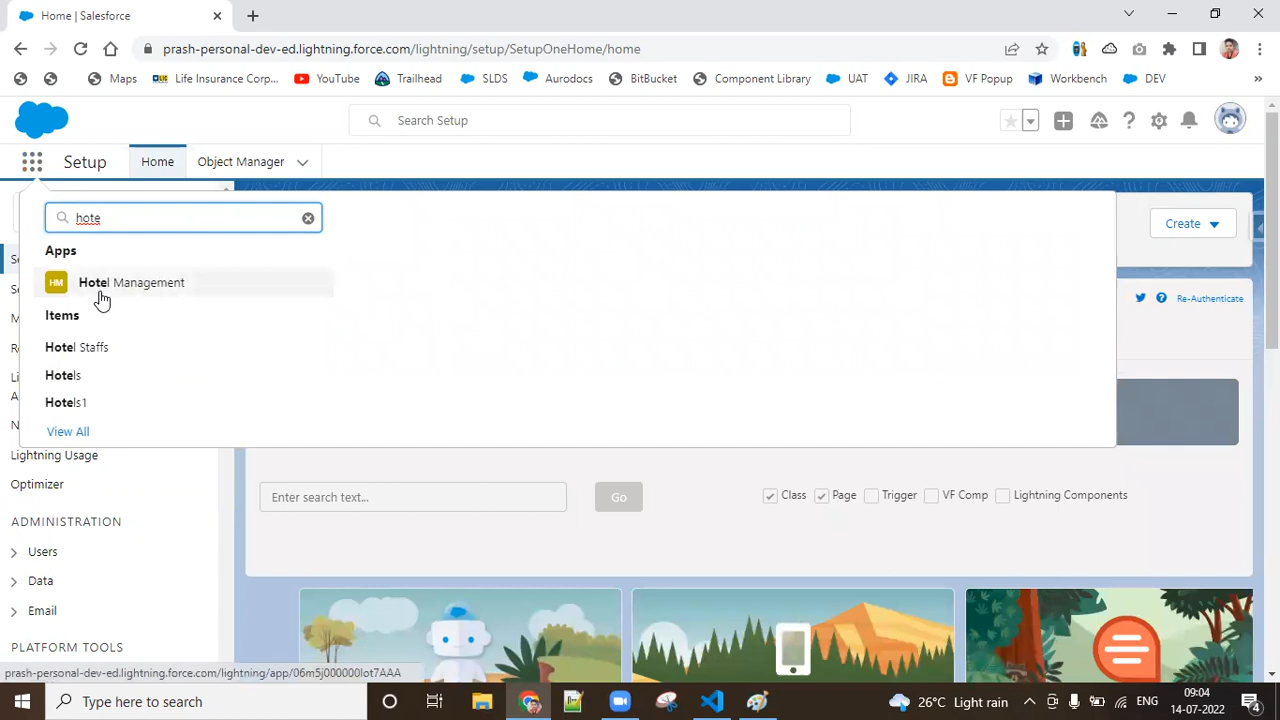 Home | Salesforce
prash-personal-dev-ed.lightning.force.com/lightning/setup/SetupOneHome/home
Maps
Life Insurance Corp...
YouTube
Trailhead
SLDS
Aurodocs
BitBucket
Component Library
UAT
JIRA
VF Popup
Workbench
DEV
»
Search Setup
Setup
Home
Object Manager
hote
Apps
HM
Hotel Management
Items
Hotel Staffs
Hotels
Hotels1
View All
Create
Re-Authenticate
Lightning Usage
Optimizer
ADMINISTRATION
Users
Data
Email
PLATFORM TOOLS
Enter search text...
Go
Class
Page
Trigger
VF Comp
Lightning Components
prash-personal-dev-ed.lightning.force.com/lightning/app/06m5j000000Iot7AAA
Type here to search
26°C Light rain
ENG
09:04
14-07-2022
4